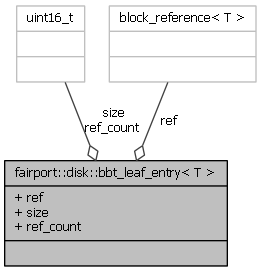 uint16_t
block_reference< T >
size
ref_count
ref
fairport::disk::bbt_leaf_entry< T >
+ ref
+ size
+ ref_count